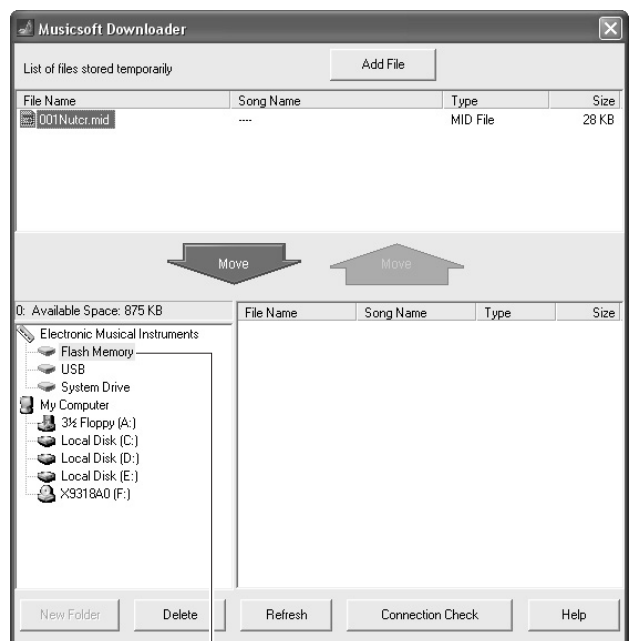 Musicsoft Downloader
List of files stored temporarily
Add File
File Name Song Name Type Size
001Nutcr.mid ---- MID File 28 KB
Move Move
0: Available Space: 875 KB
File Name Song Name Type Size
Electronic Musical Instruments
Flash Memory
USB
System Drive
My Computer
3½ Floppy (A:)
Local Disk (C:)
Local Disk (D:)
Local Disk (E:)
X9318A0 (F:)
New Folder Delete Refresh Connection Check Help